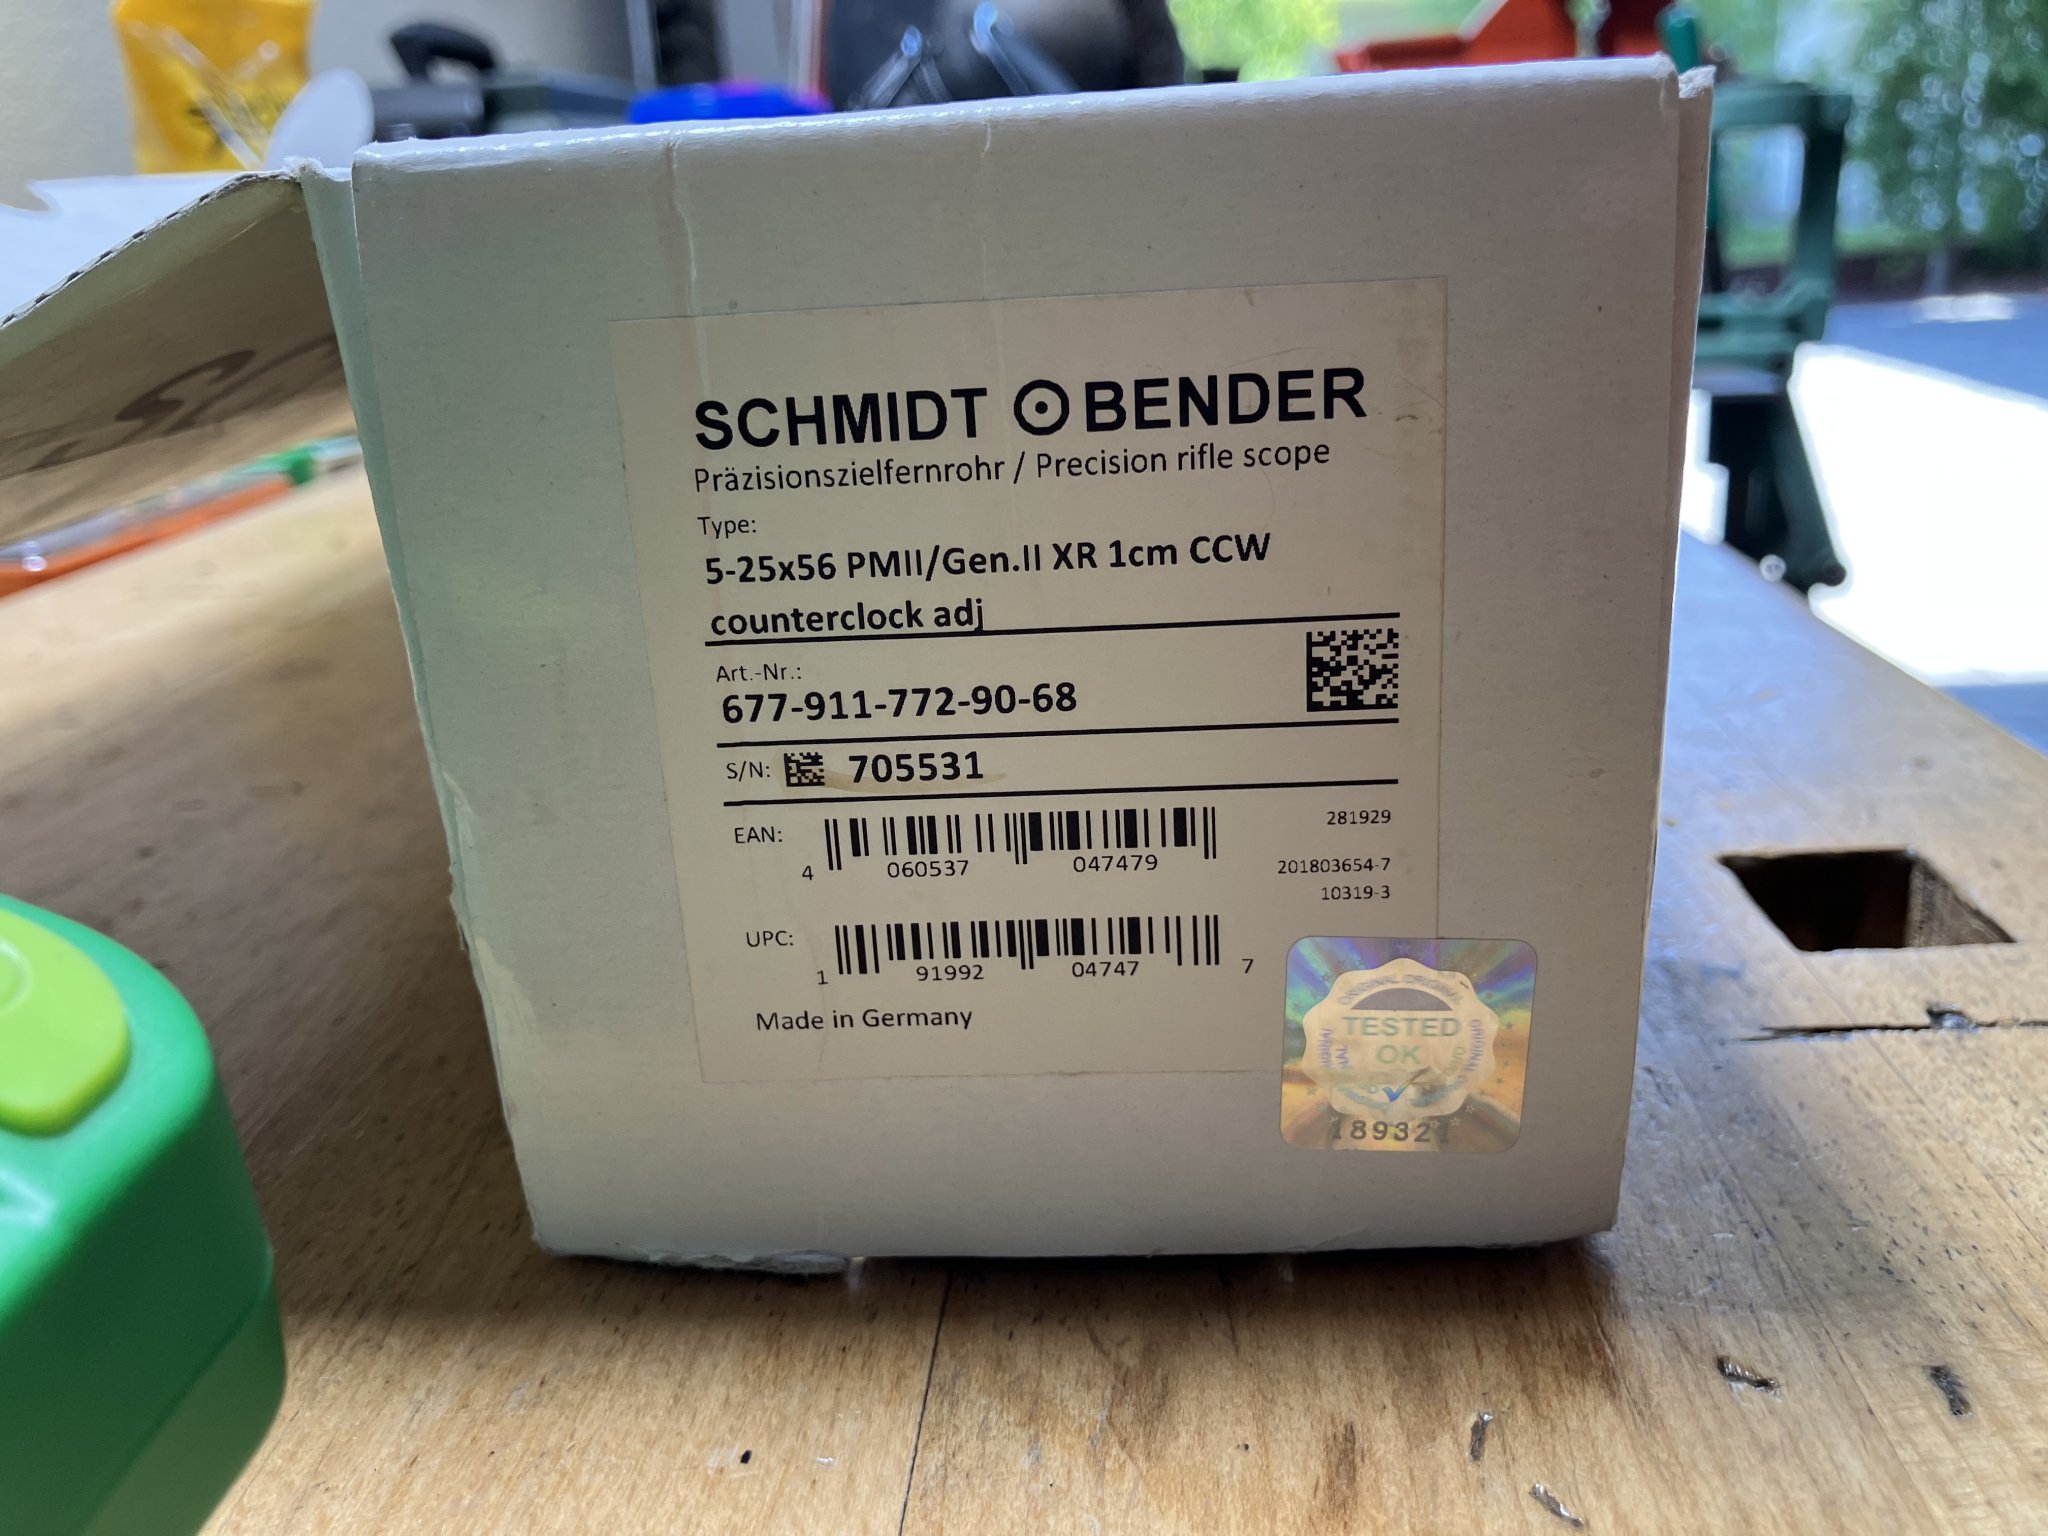 SCHMIDT BENDER
Präzisionszielfernrohr / Precision rifle scope
Type:
5-25x56 PMII/Gen.II XR 1cm CCW
counterclock adj
Art.-Nr.:
677-911-772-90-68
S/N: 705531
EAN:
4 060537 047479
281929
201803654-7
10319-3
UPC:
1 91992 04747 7
Made in Germany
TESTED
OK
189321